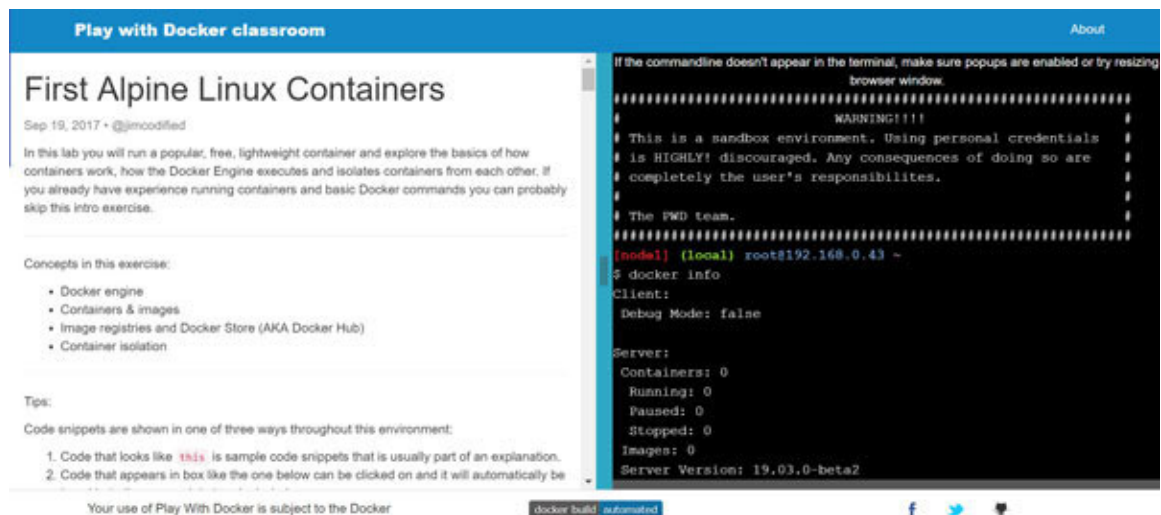 Play with Docker classroom
About
First Alpine Linux Containers
Sep 19, 2017 • @jimcodified
In this lab you will run a popular, free, lightweight container and explore the basics of how
containers work, how the Docker Engine executes and isolates containers from each other. If
you already have experience running containers and basic Docker commands you can probably
skip this intro exercise.
Concepts in this exercise:
• Docker engine
• Containers & images
• Image registries and Docker Store (AKA Docker Hub)
• Container isolation
Tips:
Code snippets are shown in one of three ways throughout this environment:
1. Code that looks like this is sample code snippets that is usually part of an explanation.
2. Code that appears in box like the one below can be clicked on and it will automatically be
If the commandline doesn't appear in the terminal, make sure popups are enabled or try resizing
browser window.
###############################################################
# WARNING!!!! #
# This is a sandbox environment. Using personal credentials #
# is HIGHLY! discouraged. Any consequences of doing so are #
# completely the user's responsibilites. #
# #
# The PWD team. #
###############################################################
[node1] (local) root@192.168.0.43 ~
$ docker info
Client:
Debug Mode: false
Server:
Containers: 0
Running: 0
Paused: 0
Stopped: 0
Images: 0
Server Version: 19.03.0-beta2
Your use of Play With Docker is subject to the Docker
docker build automated